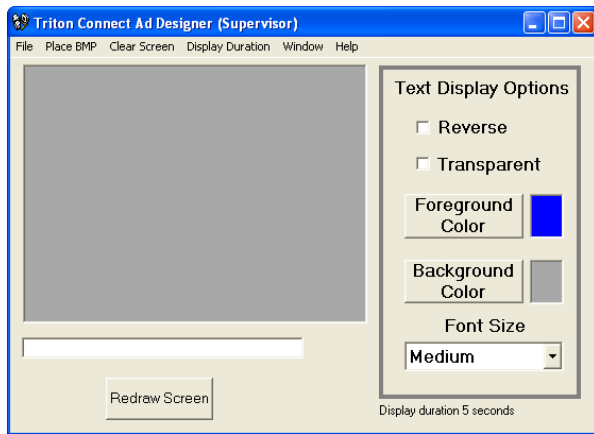 Triton Connect Ad Designer (Supervisor)
File Place BMP Clear Screen Display Duration Window Help
Text Display Options
Reverse
Transparent
Foreground
Color
Background
Color
Font Size
Medium
Redraw Screen
Display duration 5 seconds